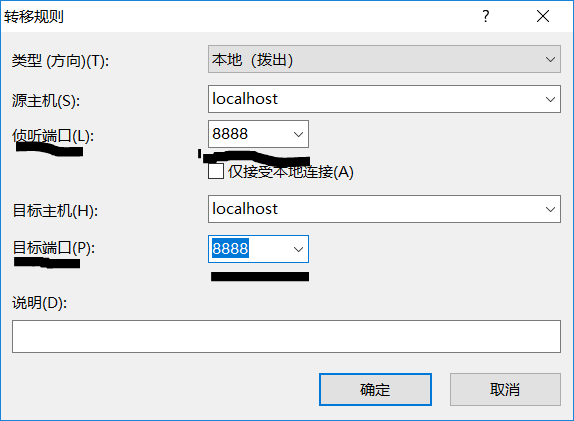 转移规则
类型 (方向)(T):
本地（拨出）
源主机(S):
localhost
侦听端口(L):
8888
仅接受本地连接(A)
目标主机(H):
localhost
目标端口(P):
8888
说明(D):
确定
取消